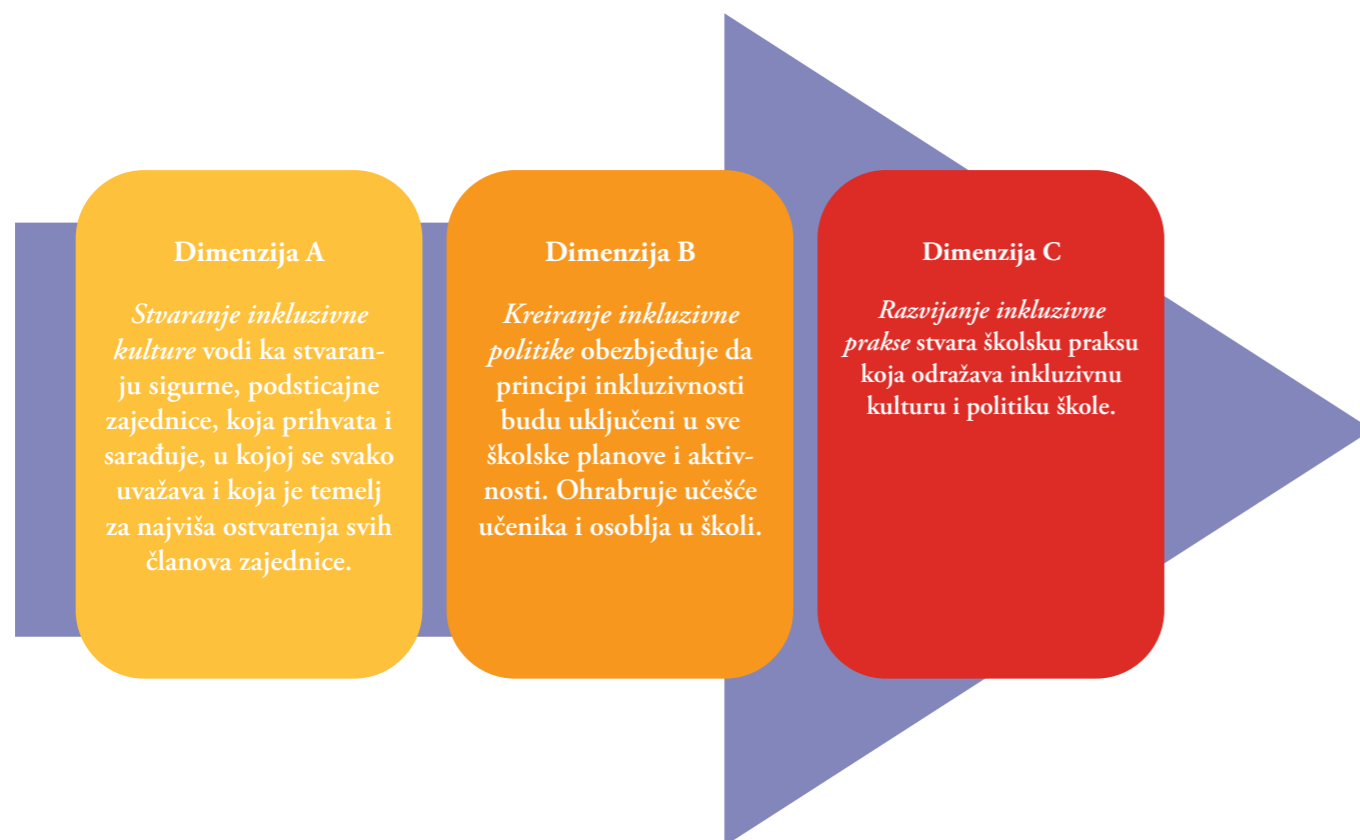 Dimenzija A
Stvaranje inkluzivne
kulture vodi ka stvaran-
ju sigurne, podsticajne
zajednice, koja prihvata i
sarađuje, u kojoj se svako
uvažava i koja je temelj
za najviša ostvarenja svih
članova zajednice.
Dimenzija B
Kreiranje inkluzivne
politike obezbjeđuje da
principi inkluzivnosti
budu uključeni u sve
školske planove i aktiv-
nosti. Ohrabruje učešće
učenika i osoblja u školi.
Dimenzija C
Razvijanje inkluzivne
prakse stvara školsku praksu
koja odražava inkluzivnu
kulturu i politiku škole.